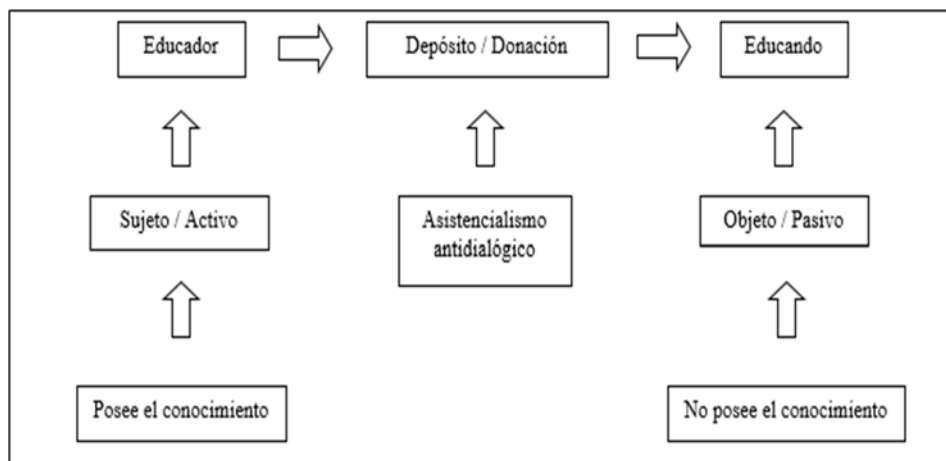 Educador
Depósito / Donación
Educando
Sujeto / Activo
Asistencialismo
antidialógico
Objeto / Pasivo
Posee el conocimiento
No posee el conocimiento